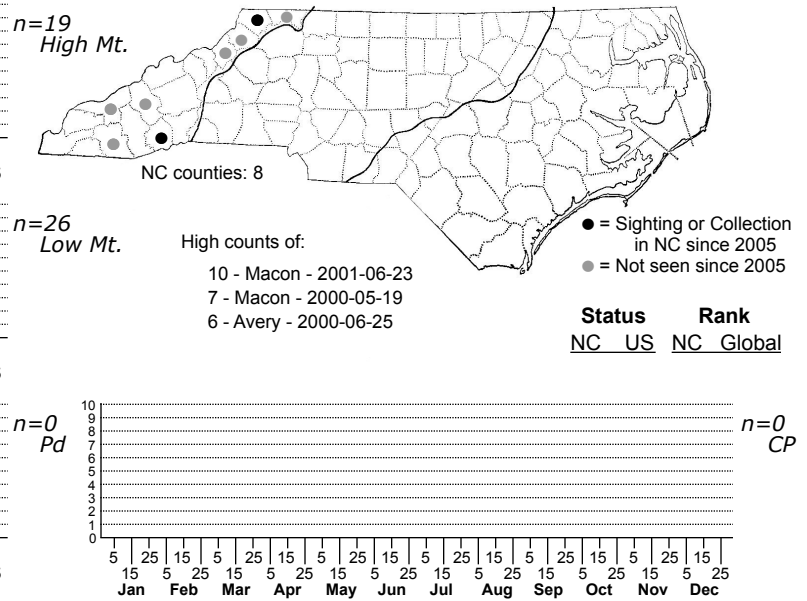 n=19
High Mt.
NC counties: 8
n=26
Low Mt.
High counts of:
10 - Macon - 2001-06-23
7 - Macon - 2000-05-19
6 - Avery - 2000-06-25
= Sighting or Collection
in NC since 2005
= Not seen since 2005
Status Rank
NC US NC Global
n=0
Pd
10
9
8
7
6
5
4
3
2
1
0
n=0
CP
5 25 15 5 25 15 5 25 15 5 25 15 5 25 15 5 25 15
15 5 25 15 5 25 15 5 25 15 5 25 15 5 25 15 5 25
Jan Feb Mar Apr May Jun Jul Aug Sep Oct Nov Dec